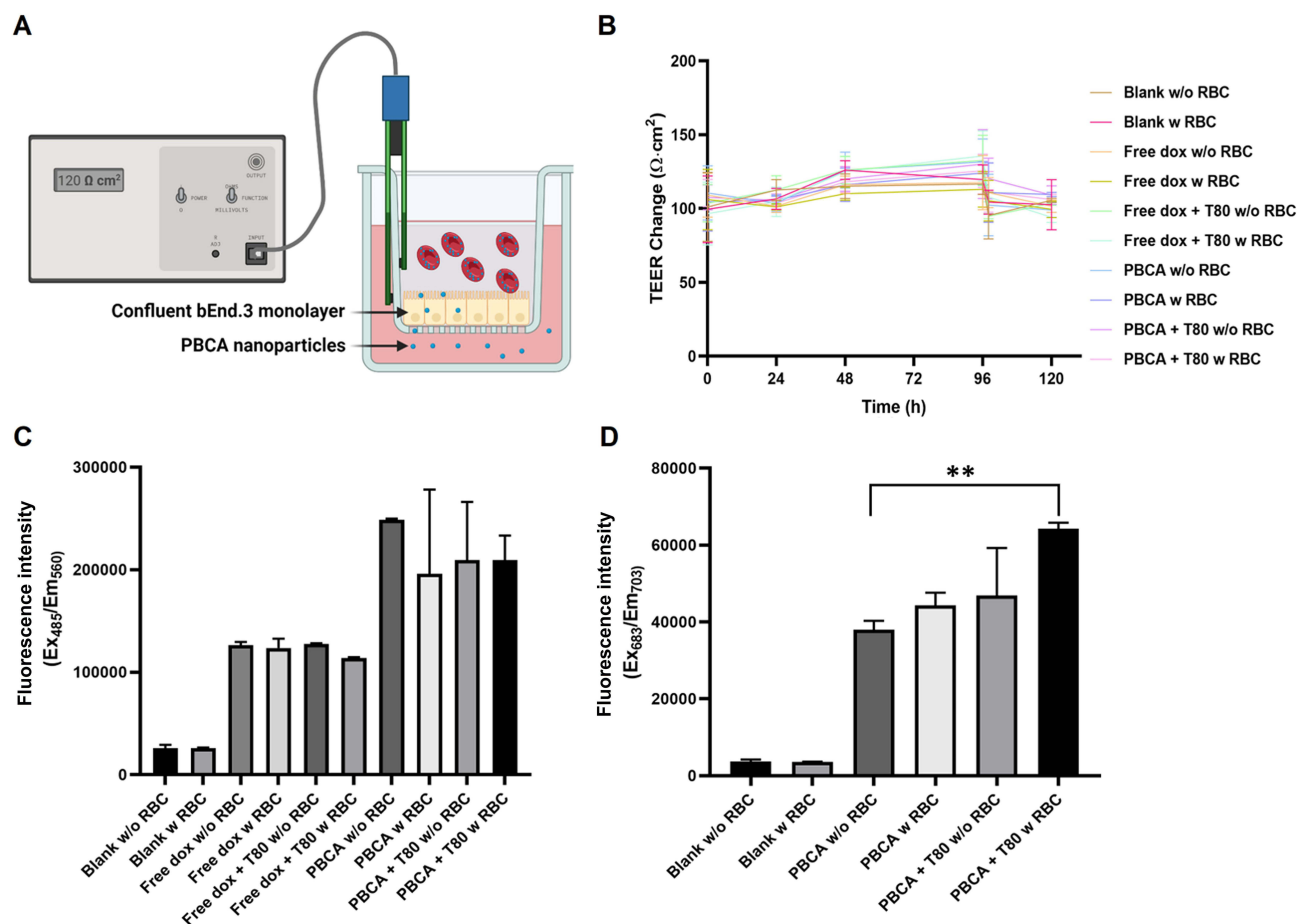 A
120 Ω cm²
OUTPUT
OHMS
POWER
FUNCTION
MILLIVOLTS
R
ADJ
INPUT
Confluent bEnd.3 monolayer
PBCA nanoparticles
B
TEER Change (Ω·cm²)
200
150
100
50
0
0 24 48 72 96 120
Time (h)
Blank w/o RBC
Blank w RBC
Free dox w/o RBC
Free dox w RBC
Free dox + T80 w/o RBC
Free dox + T80 w RBC
PBCA w/o RBC
PBCA w RBC
PBCA + T80 w/o RBC
PBCA + T80 w RBC
C
Fluorescence intensity
(Ex485/Em560)
300000
200000
100000
0
Blank w/o RBC
Blank w RBC
Free dox w/o RBC
Free dox w RBC
Free dox + T80 w/o RBC
Free dox + T80 w RBC
PBCA w/o RBC
PBCA w RBC
PBCA + T80 w/o RBC
PBCA + T80 w RBC
D
Fluorescence intensity
(Ex683/Em703)
80000
60000
40000
20000
0
**
Blank w/o RBC
Blank w RBC
PBCA w/o RBC
PBCA w RBC
PBCA + T80 w/o RBC
PBCA + T80 w RBC